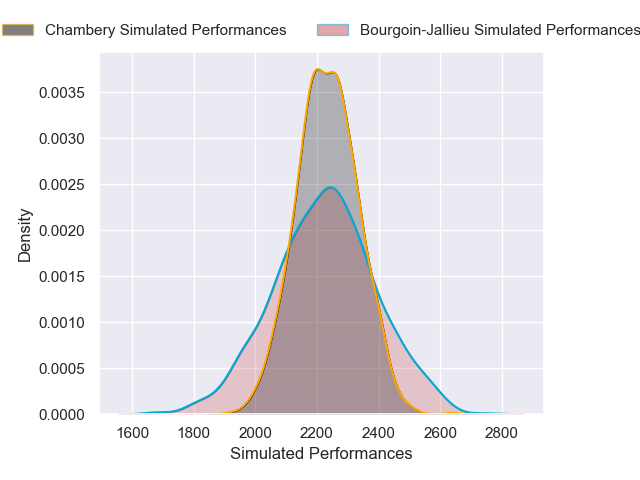 Chambery Simulated Performances Bourgoin-Jallieu Simulated Performances
0.0035
0.0030
0.0025
0.0020
0.0015
0.0010
0.0005
0.0000
Density
1600 1800 2000 2200 2400 2600 2800
Simulated Performances